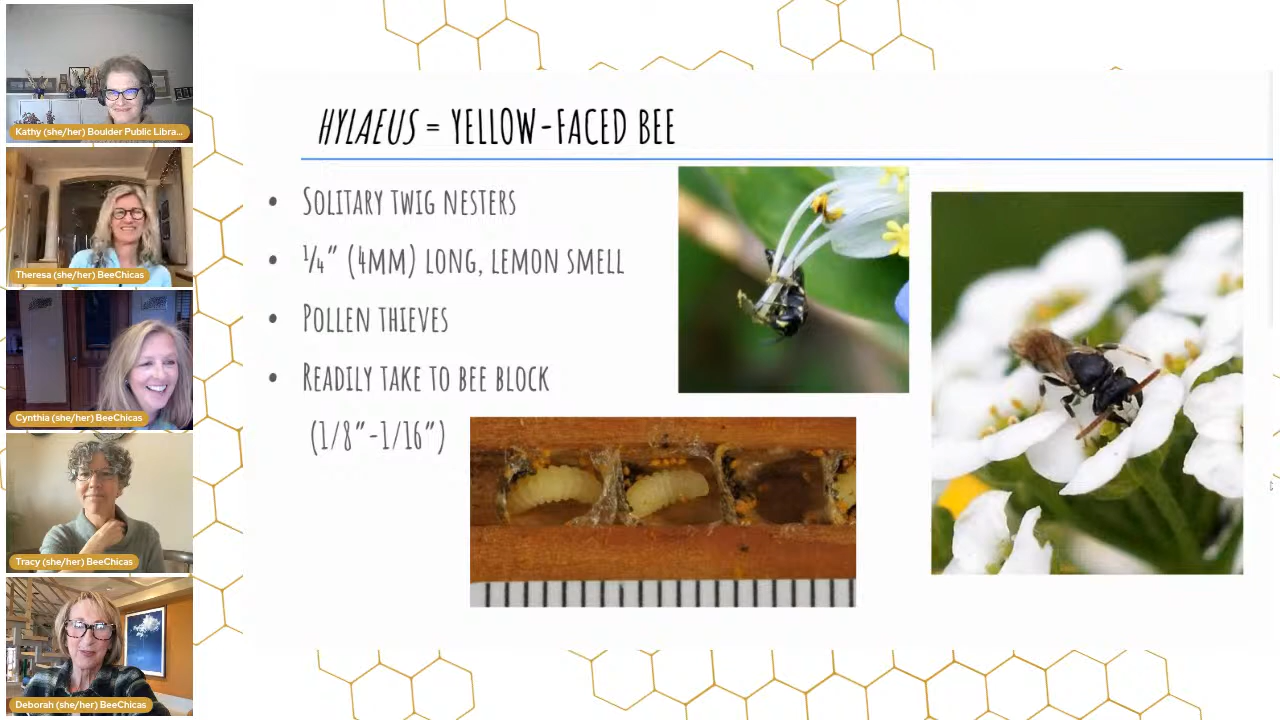 Kathy (she/her) Boulder Public Libra...
Theresa (she/her) BeeChicas
Cynthia (she/her) BeeChicas
Tracy (she/her) BeeChicas
Deborah (she/her) BeeChicas
HYLAEUS = YELLOW-FACED BEE
• SOLITARY TWIG NESTERS
• ¼” (4MM) LONG, LEMON SMELL
• POLLEN THIEVES
• READILY TAKE TO BEE BLOCK
(1/8”-1/16”)